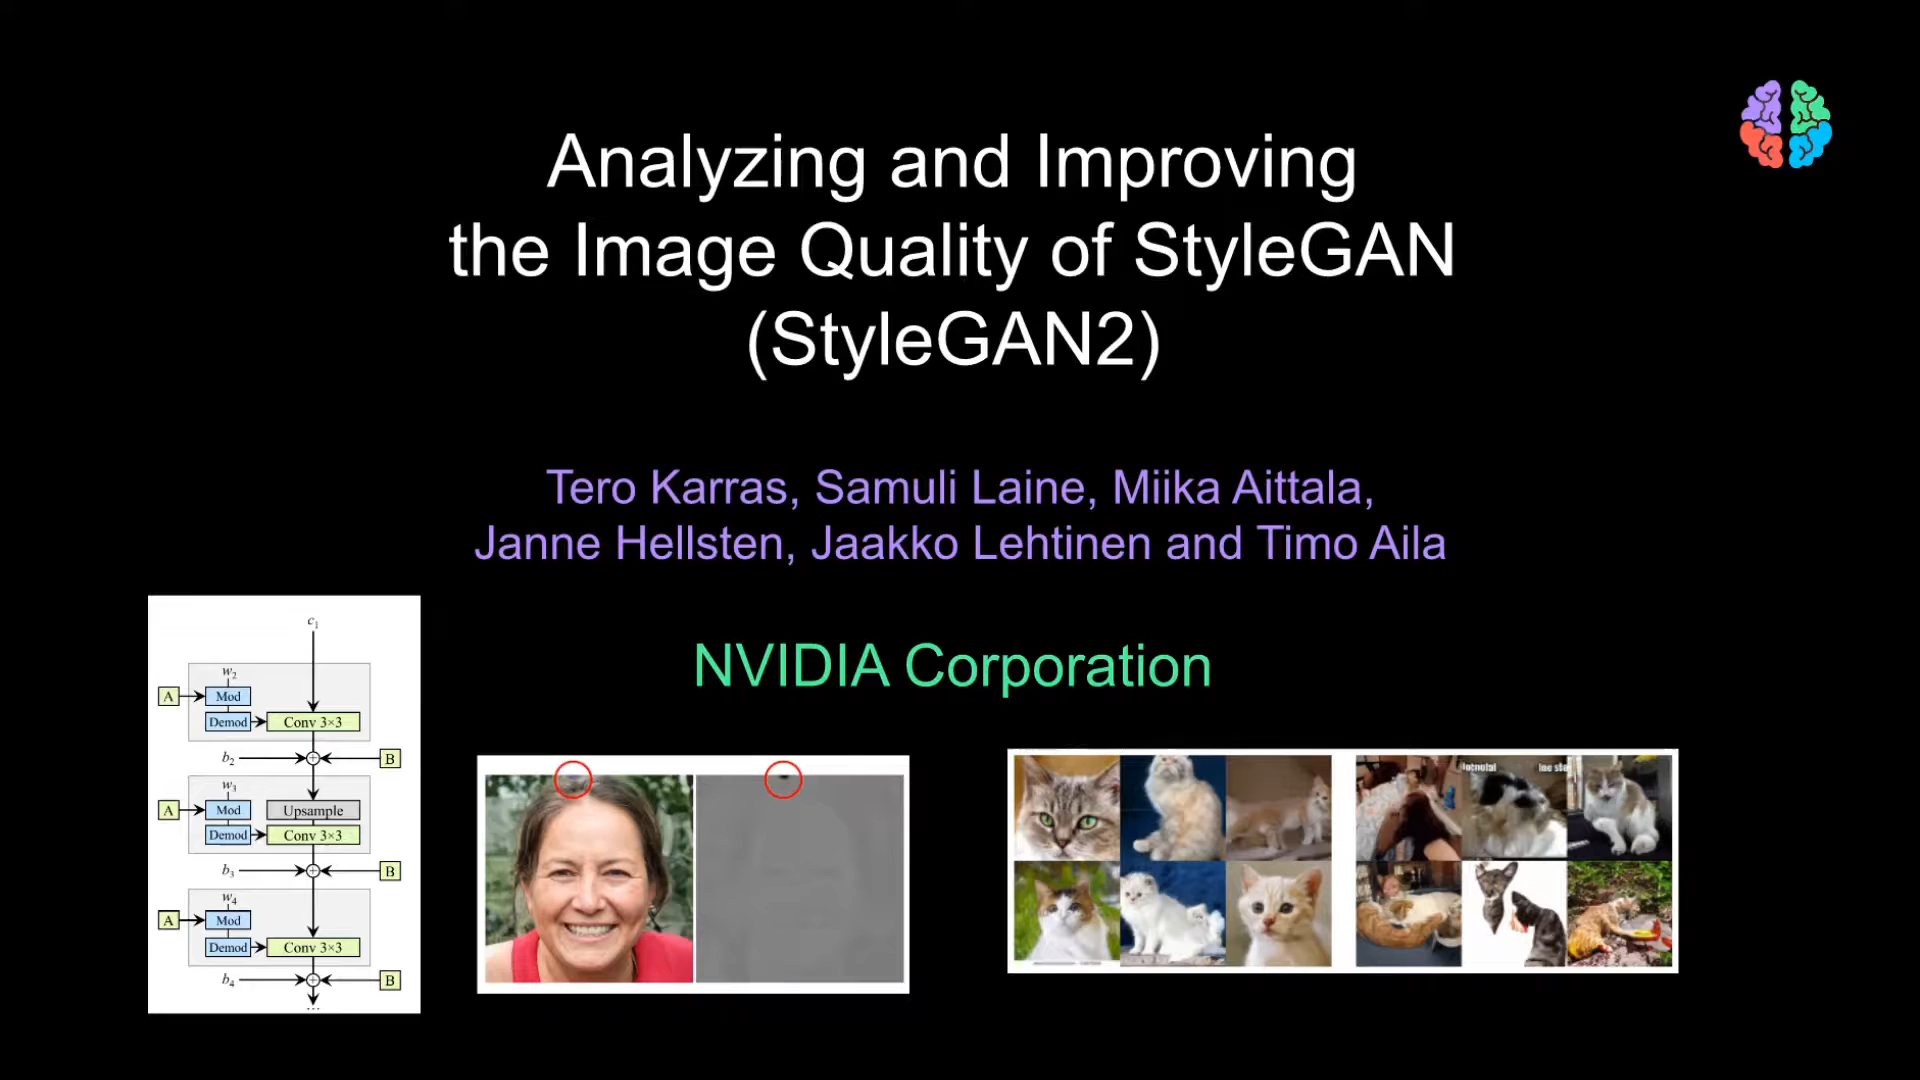 Analyzing and Improving
the Image Quality of StyleGAN
(StyleGAN2)
Tero Karras, Samuli Laine, Miika Aittala,
Janne Hellsten, Jaakko Lehtinen and Timo Aila
NVIDIA Corporation
c1
w2
A Mod
Demod Conv 3×3
b2 + B
w3
A Mod Upsample
Demod Conv 3×3
b3 + B
w4
A Mod
Demod Conv 3×3
b4 + B
...